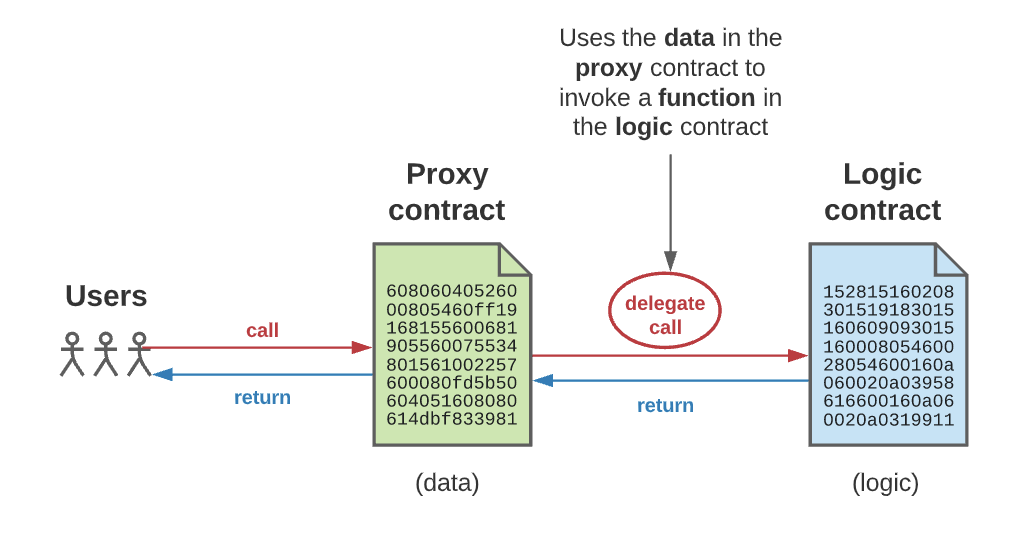 Uses the data in the
proxy contract to
invoke a function in
the logic contract
Proxy
contract
Logic
contract
Users
call
return
608060405260
00805460ff19
168155600681
905560075534
801561002257
600080fd5b50
604051608080
614dbf833981
(data)
delegate
call
return
152815160208
301519183015
160609093015
160008054600
28054600160a
060020a03958
616600160a06
0020a0319911
(logic)